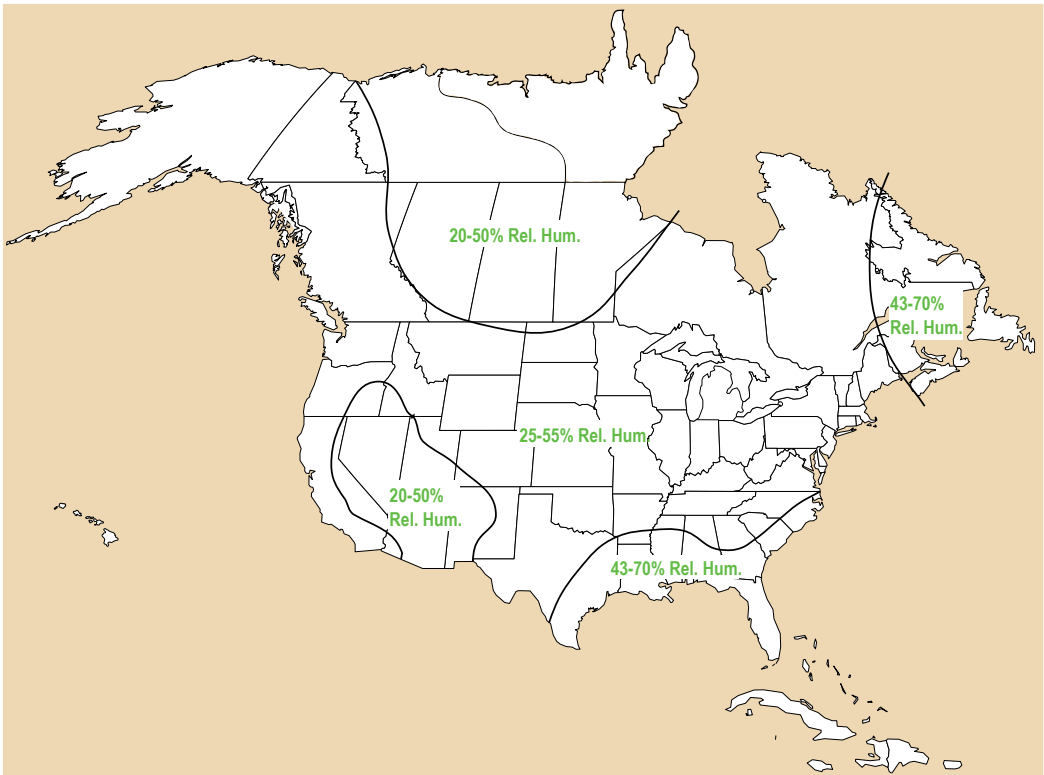 20-50% Rel. Hum.
43-70%
Rel. Hum.
25-55% Rel. Hum.
20-50%
Rel. Hum.
43-70% Rel. Hum.